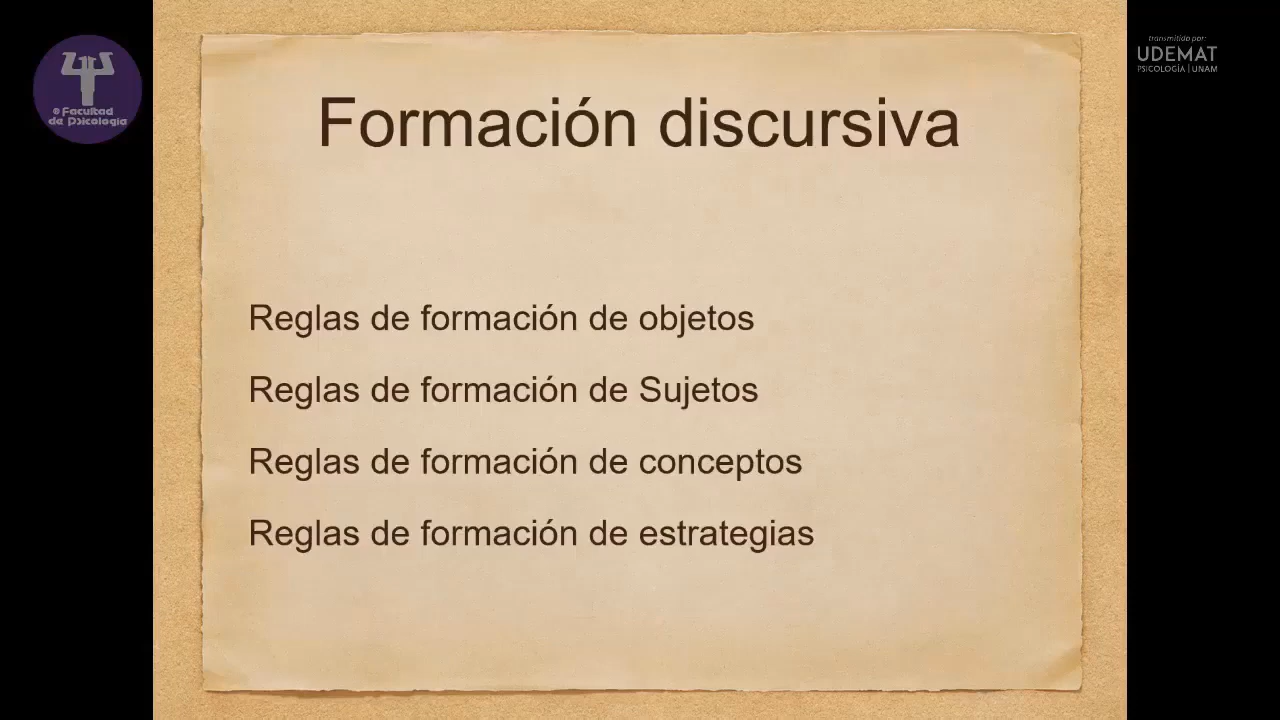 © Facultad
de Psicología
transmitido por:
UDEMAT
PSICOLOGÍA | UNAM
Formación discursiva
Reglas de formación de objetos
Reglas de formación de Sujetos
Reglas de formación de conceptos
Reglas de formación de estrategias